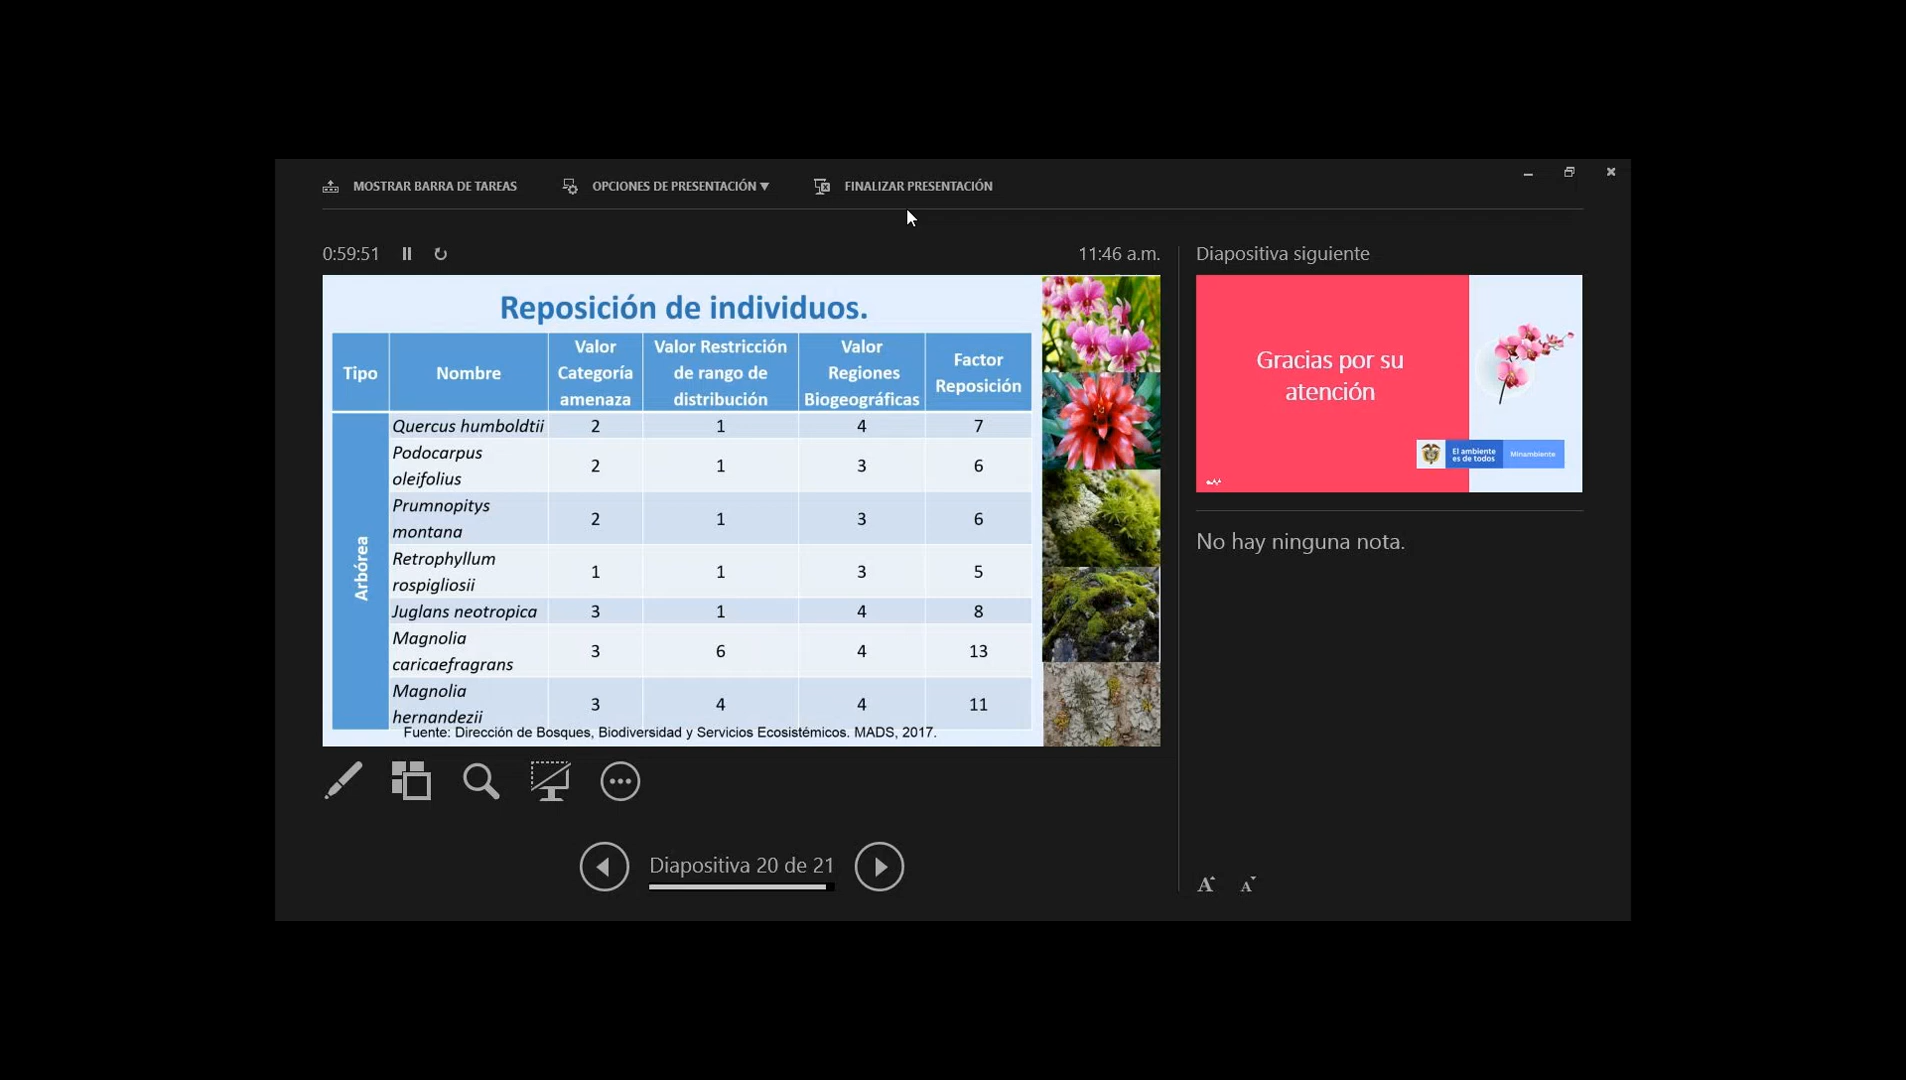 MOSTRAR BARRA DE TAREAS
OPCIONES DE PRESENTACIÓN ▼
FINALIZAR PRESENTACIÓN
0:59:51
11:46 a.m.
Reposición de individuos.
Tipo
Nombre
Valor
Categoría
amenaza
Valor Restricción
de rango de
distribución
Valor
Regiones
Biogeográficas
Factor
Reposición
Arbórea
Quercus humboldtii 2 1 4 7
Podocarpus
oleifolius 2 1 3 6
Prumnopitys
montana 2 1 3 6
Retrophyllum
rospigliosii 1 1 3 5
Juglans neotropica 3 1 4 8
Magnolia
caricaefragrans 3 6 4 13
Magnolia
hernandezii 3 4 4 11
Fuente: Dirección de Bosques, Biodiversidad y Servicios Ecosistémicos. MADS, 2017.
Diapositiva 20 de 21
Diapositiva siguiente
Gracias por su
atención
El ambiente
es de todos
Minambiente
No hay ninguna nota.
A A